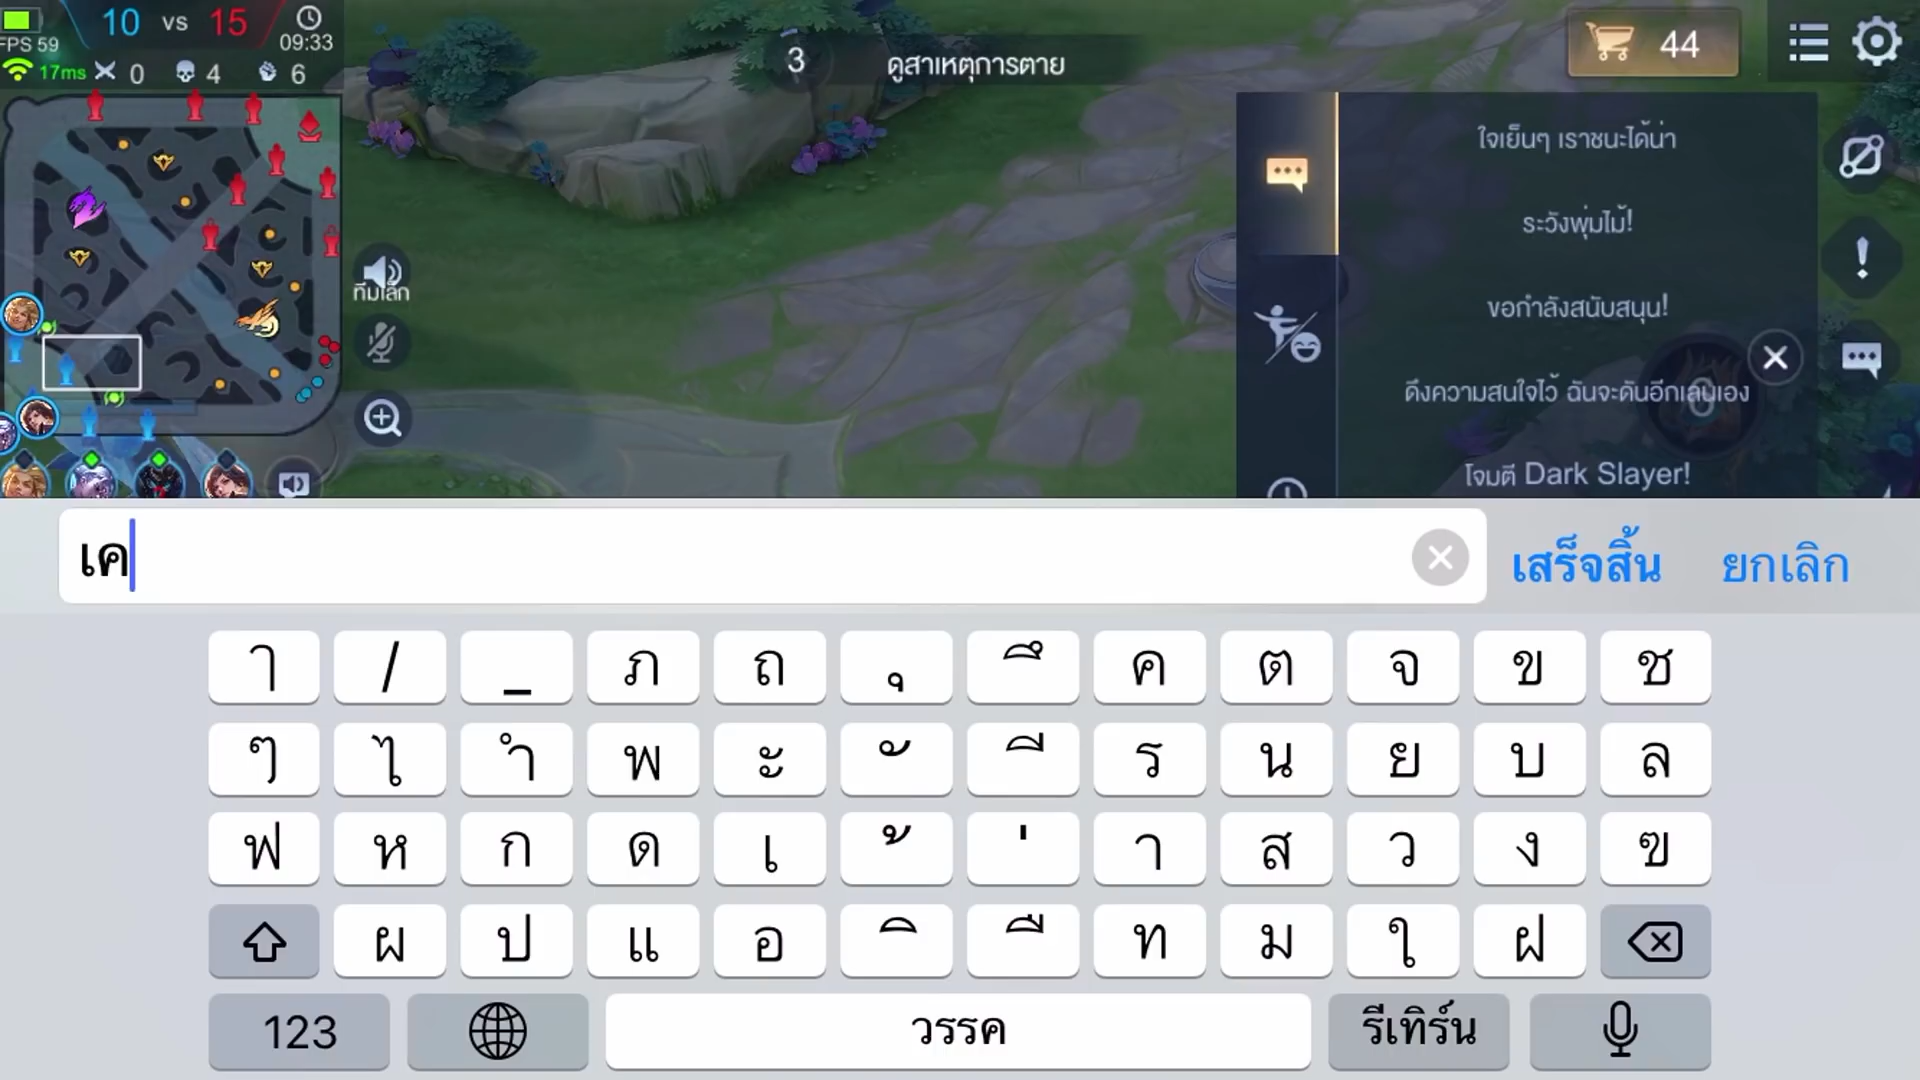 10 vs 15
FPS 59
09:33
17ms
0
4
6
3
ดูสาเหตุการตาย
44
ทีมเล็ก
ใจเย็นๆ เราชนะได้น่า
ระวังพุ่มไม้!
ขอกำลังสนับสนุน!
ดึงความสนใจไว้ ฉันจะดันอีกเลนเอง
โจมตี Dark Slayer!
เค
เสร็จสิ้น
ยกเลิก
ๅ / _ ภ ถ ุ ึ ค ต จ ข ช
ๆ ไ ำ พ ะ ั ี ร น ย บ ล
ฟ ห ก ด เ ้ ่ า ส ว ง ฃ
ผ ป แ อ ิ ื ท ม ใ ฝ
123
วรรค
รีเทิร์น